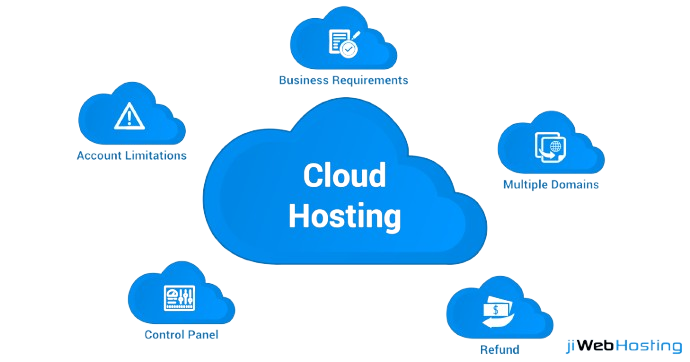 Business Requirements
Account Limitations
Cloud
Hosting
Multiple Domains
Control Panel
$
Refund
jiWebHosting